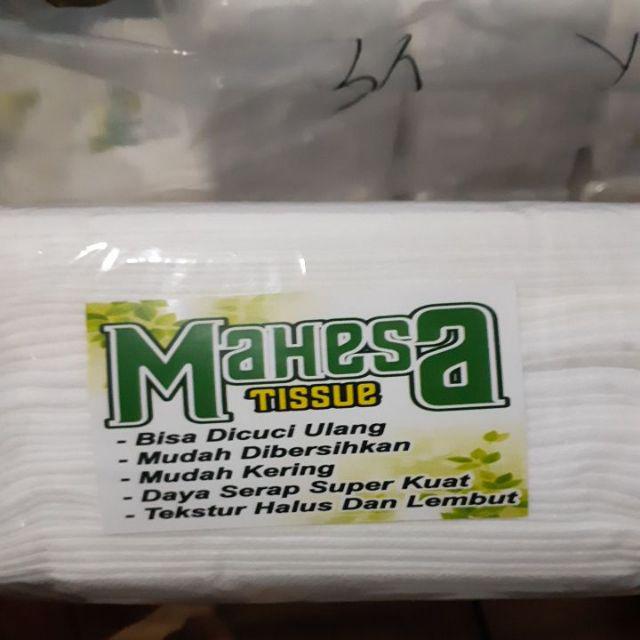 MaHesa
TISSUe
- Bisa Dicuci Ulang
- Mudah Dibersihkan
- Mudah Kering
- Daya Serap Super Kuat
- Tekstur Halus Dan Lembut